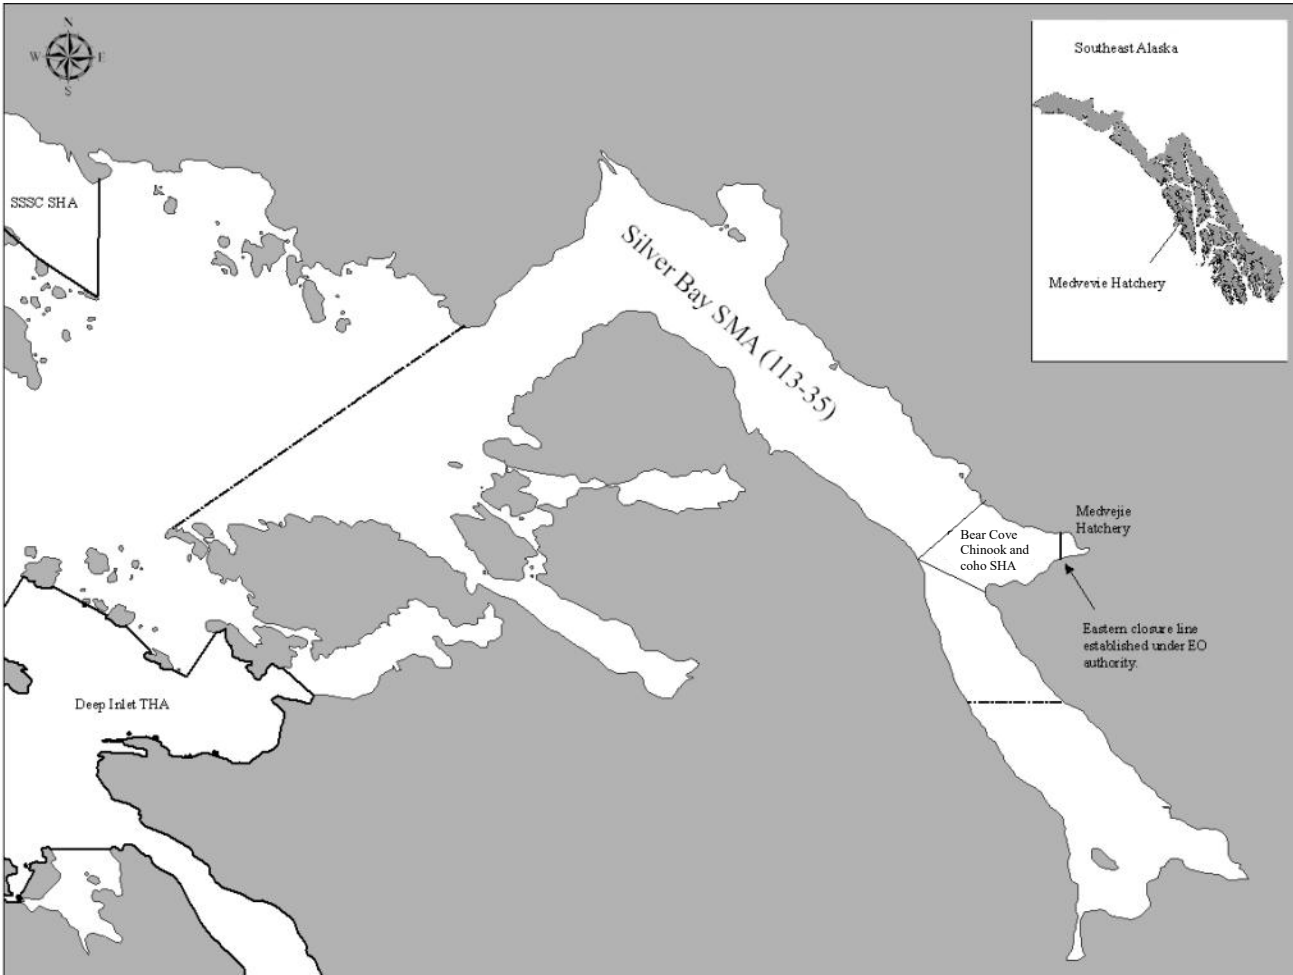 N
W E
S
Southeast Alaska
Medvevie Hatchery
SSSC SHA
Silver Bay SMA (113-35)
Medvejie
Hatchery
Bear Cove
Chinook and
coho SHA
Eastern closure line
established under EO
authority.
Deep Inlet THA